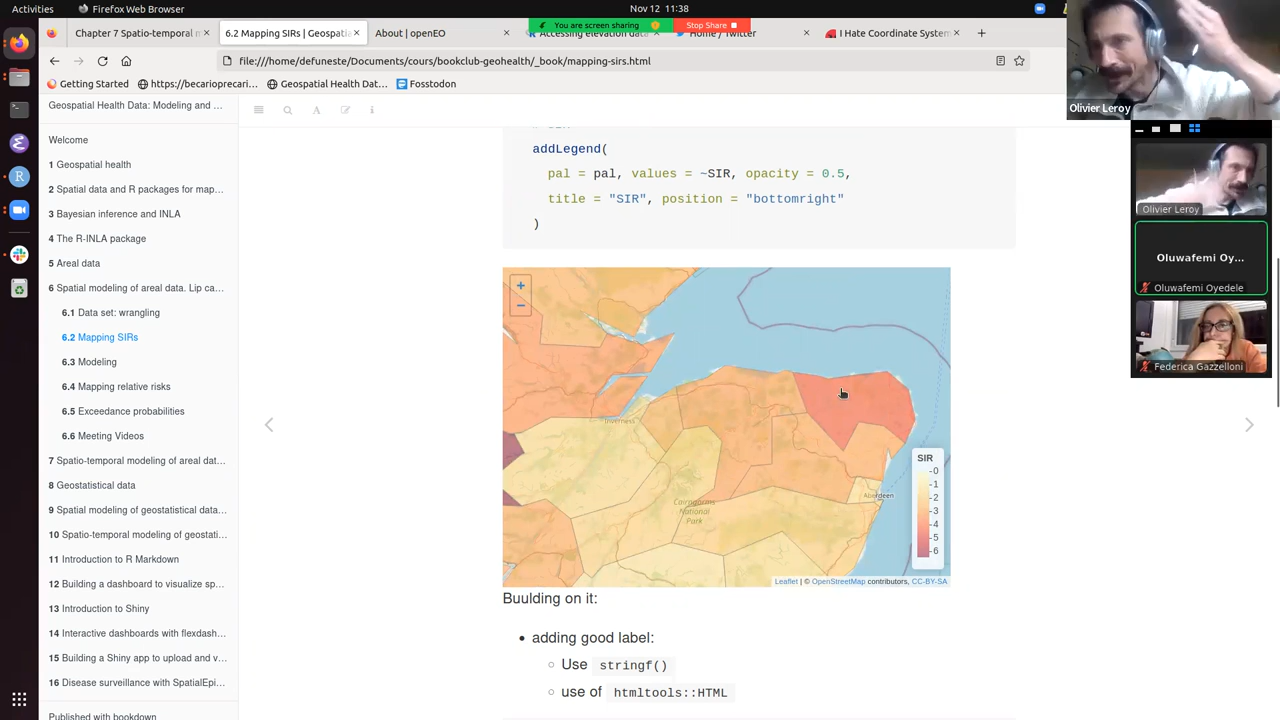 Activities
Firefox Web Browser
Nov 12 11:38
You are screen sharing
Stop Share
Chapter 7 Spatio-temporal m
6.2 Mapping SIRs | Geospatia
About | openEO
Accessing elevation data
Home / Twitter
I Hate Coordinate System
file:///home/defuneste/Documents/cours/bookclub-geohealth/_book/mapping-sirs.html
Getting Started
https://becarioprecari...
Geospatial Health Dat...
Fosstodon
Olivier Leroy
Geospatial Health Data: Modeling and ...
Welcome
1 Geospatial health
2 Spatial data and R packages for map...
3 Bayesian inference and INLA
4 The R-INLA package
5 Areal data
6 Spatial modeling of areal data. Lip ca...
6.1 Data set: wrangling
6.2 Mapping SIRs
6.3 Modeling
6.4 Mapping relative risks
6.5 Exceedance probabilities
6.6 Meeting Videos
7 Spatio-temporal modeling of areal dat...
8 Geostatistical data
9 Spatial modeling of geostatistical data...
10 Spatio-temporal modeling of geostati...
11 Introduction to R Markdown
12 Building a dashboard to visualize sp...
13 Introduction to Shiny
14 Interactive dashboards with flexdash...
15 Building a Shiny app to upload and v...
16 Disease surveillance with SpatialEpi...
Published with bookdown
addLegend(
pal = pal, values = ~SIR, opacity = 0.5,
title = "SIR", position = "bottomright"
)
+
−
Inverness
Cairngorms
National
Park
Aberdeen
SIR
0
1
2
3
4
5
6
Leaflet | © OpenStreetMap contributors, CC-BY-SA
Buulding on it:
• adding good label:
○ Use stringf()
○ use of htmltools::HTML
Olivier Leroy
Oluwafemi Oy...
Oluwafemi Oyedele
Federica Gazzelloni